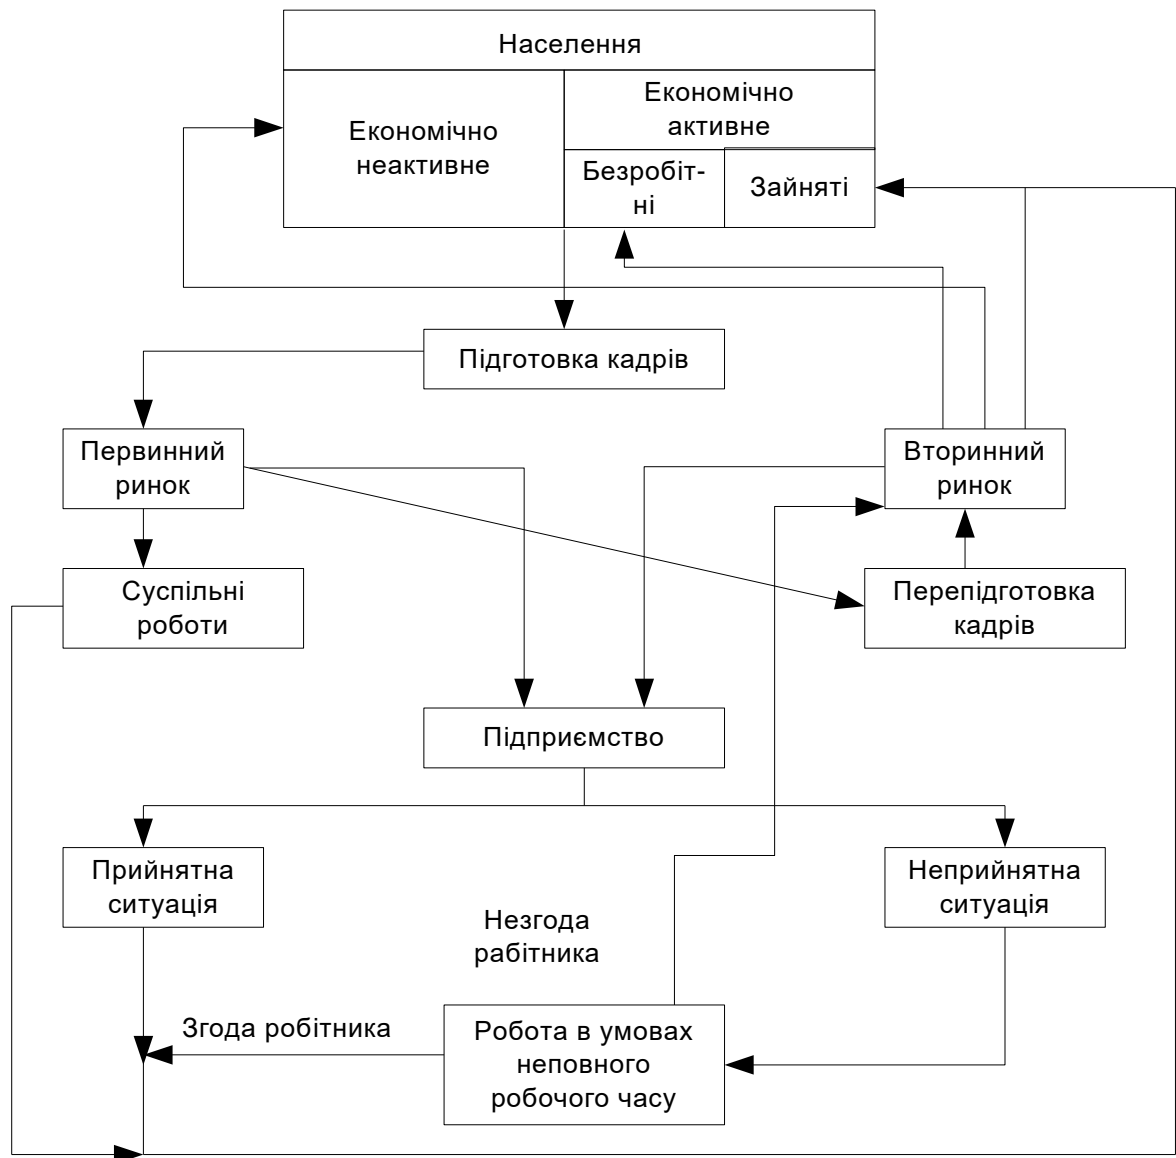 Населення
Економічно
неактивне
Економічно
активне
Безробіт-
ні
Зайняті
Підготовка кадрів
Первинний
ринок
Вторинний
ринок
Суспільні
роботи
Перепідготовка
кадрів
Підприємство
Прийнятна
ситуація
Неприйнятна
ситуація
Незгода
рабітника
Згода робітника
Робота в умовах
неповного
робочого часу